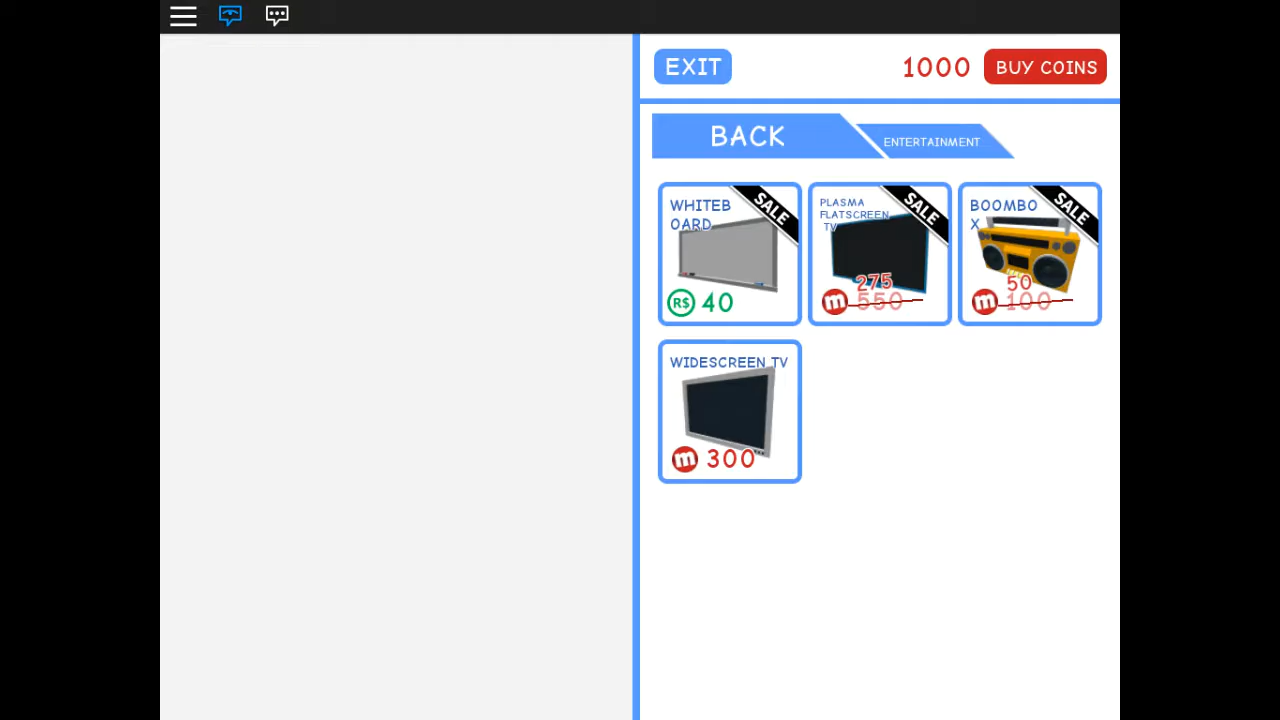 EXIT
1000
BUY COINS
BACK
ENTERTAINMENT
WHITEB
OARD
SALE
R$ 40
PLASMA
FLATSCREEN
TV
SALE
275
m 550
BOOMBO
X
SALE
50
m 100
WIDESCREEN TV
m 300